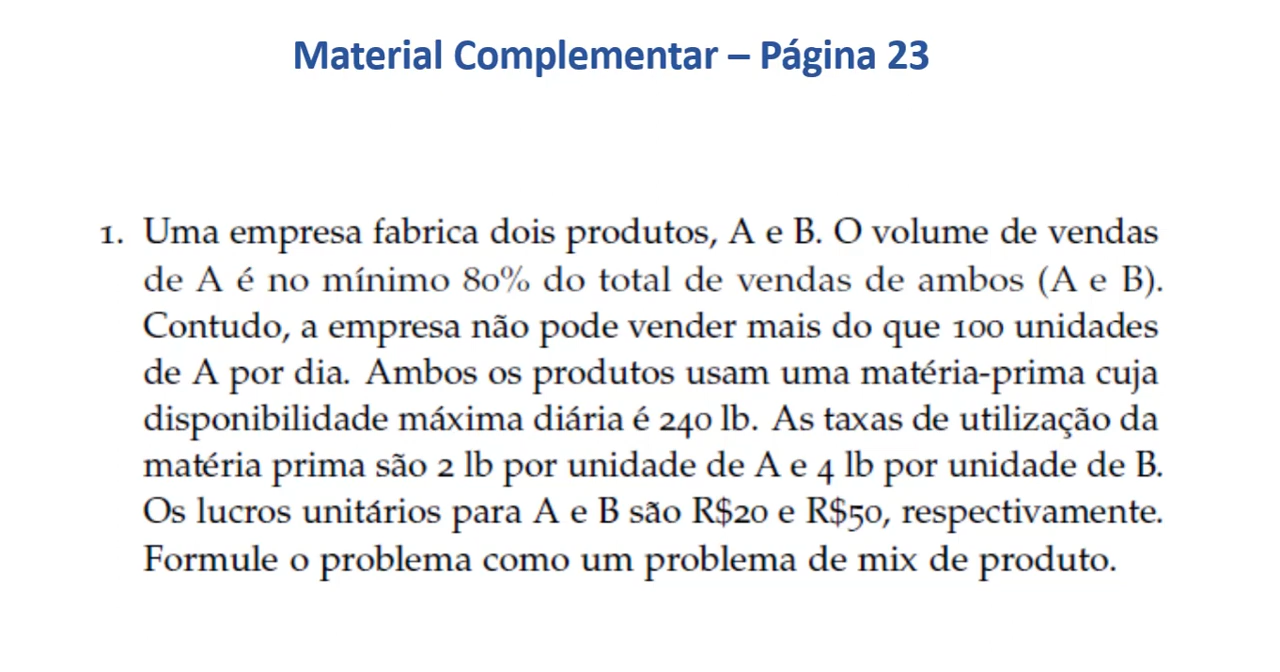 Material Complementar – Página 23
1. Uma empresa fabrica dois produtos, A e B. O volume de vendas
de A é no mínimo 80% do total de vendas de ambos (A e B).
Contudo, a empresa não pode vender mais do que 100 unidades
de A por dia. Ambos os produtos usam uma matéria-prima cuja
disponibilidade máxima diária é 240 lb. As taxas de utilização da
matéria prima são 2 lb por unidade de A e 4 lb por unidade de B.
Os lucros unitários para A e B são R$20 e R$50, respectivamente.
Formule o problema como um problema de mix de produto.